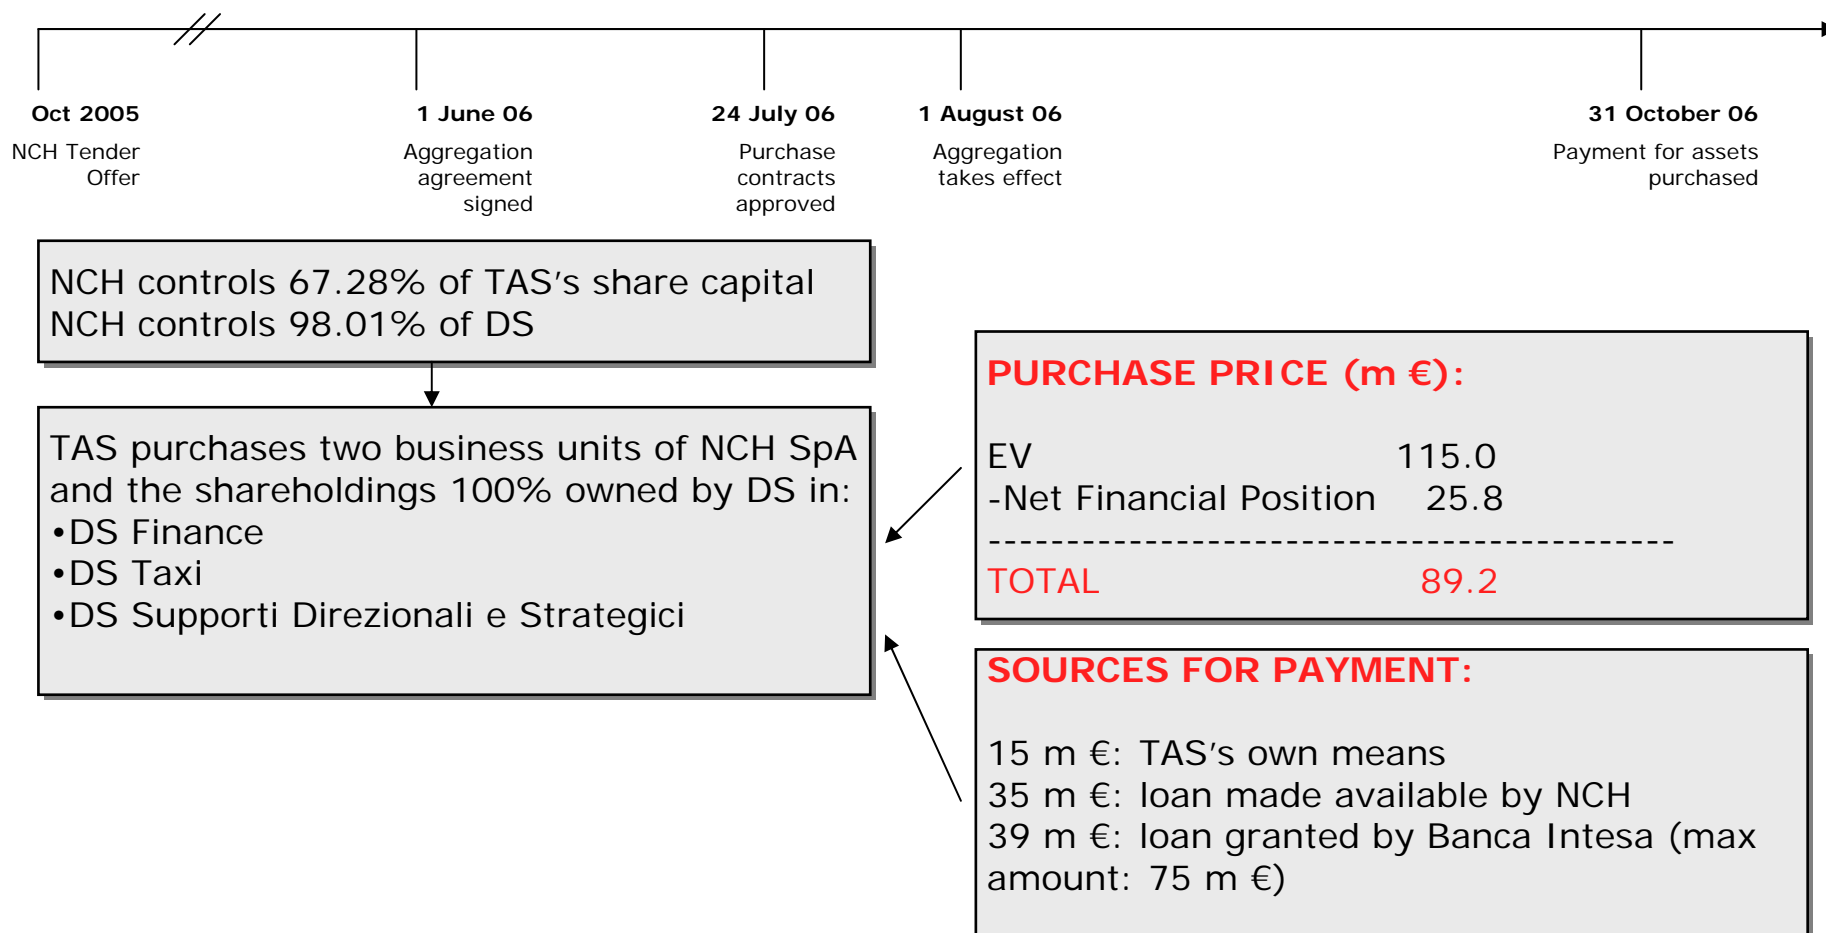 Oct 2005
NCH Tender
Offer
1 June 06
Aggregation
agreement
signed
24 July 06
Purchase
contracts
approved
1 August 06
Aggregation
takes effect
31 October 06
Payment for assets
purchased
NCH controls 67.28% of TAS's share capital
NCH controls 98.01% of DS
TAS purchases two business units of NCH SpA
and the shareholdings 100% owned by DS in:
•DS Finance
•DS Taxi
•DS Supporti Direzionali e Strategici
PURCHASE PRICE (m €):
EV 115.0
-Net Financial Position 25.8
--------------------------------------------
TOTAL 89.2
SOURCES FOR PAYMENT:
15 m €: TAS's own means
35 m €: loan made available by NCH
39 m €: loan granted by Banca Intesa (max
amount: 75 m €)